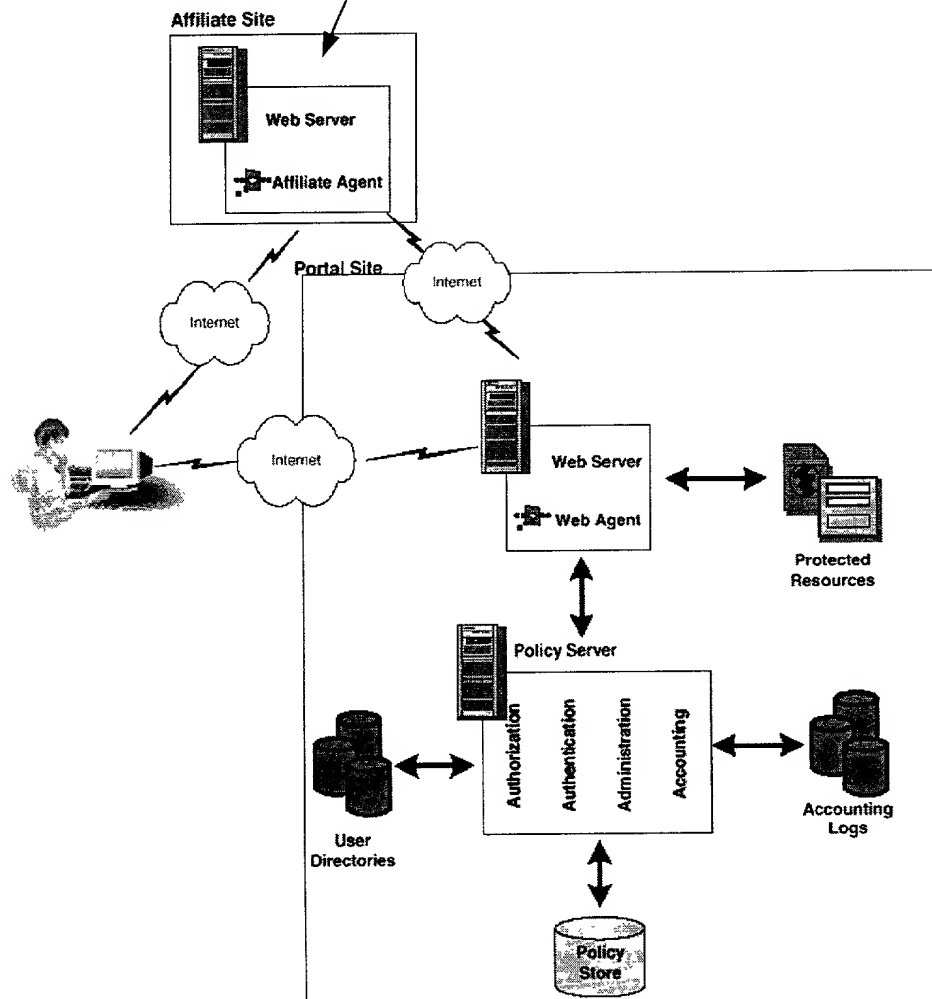 Affiliate Site
Web Server
Affiliate Agent
Portal Site
Internet
Internet
Internet
Web Server
Web Agent
Protected
Resources
Policy Server
Authorization
Authentication
Administration
Accounting
User
Directories
Accounting
Logs
Policy
Store